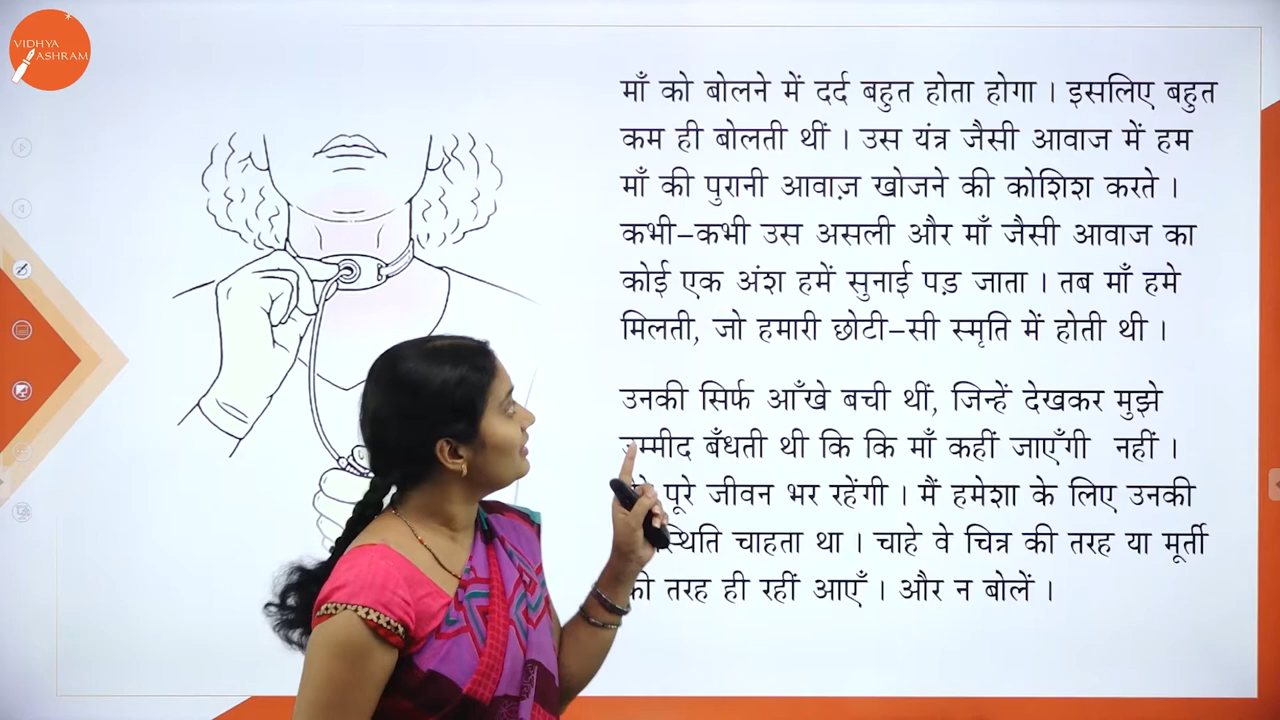 VIDHYA
ASHRAM
माँ को बोलने में दर्द बहुत होता होगा । इसलिए बहुत
कम ही बोलती थीं । उस यंत्र जैसी आवाज में हम
माँ की पुरानी आवाज़ खोजने की कोशिश करते ।
कभी-कभी उस असली और माँ जैसी आवाज का
कोई एक अंश हमें सुनाई पड़ जाता । तब माँ हमे
मिलती, जो हमारी छोटी-सी स्मृति में होती थी ।
उनकी सिर्फ आँखे बची थीं, जिन्हें देखकर मुझे
उम्मीद बँधती थी कि कि माँ कहीं जाएँगी नहीं ।
पूरे जीवन भर रहेंगी । मैं हमेशा के लिए उनकी
चाहता था । चाहे वे चित्र की तरह या मूर्ती
की तरह ही रहीं आएँ । और न बोलें ।